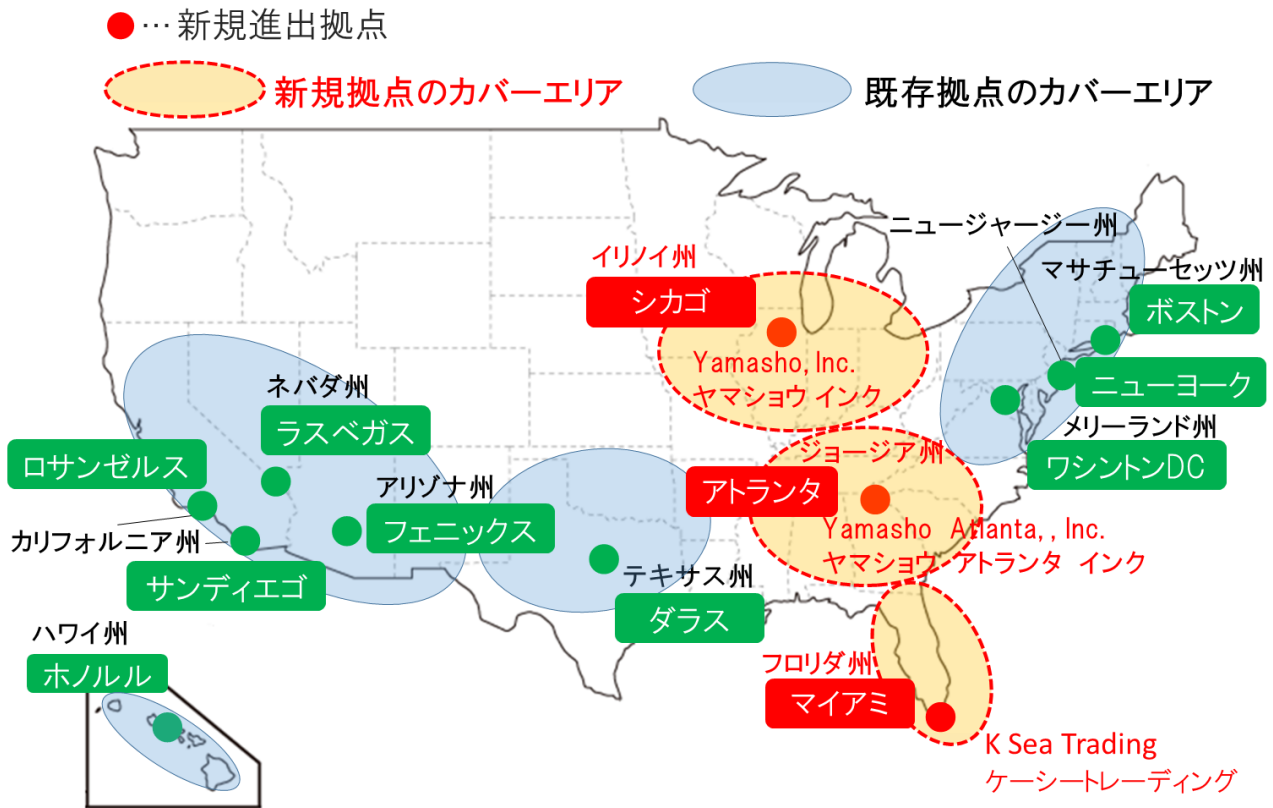 …新規進出拠点
新規拠点のカバーエリア
既存拠点のカバーエリア
ニュージャージー州
イリノイ州
シカゴ
マサチューセッツ州
ボストン
Yamasho, Inc.
ヤマショウ インク
ニューヨーク
ネバダ州
ラスベガス
メリーランド州
ワシントンDC
ロサンゼルス
ジョージア州
アトランタ
アリゾナ州
フェニックス
Yamasho Atlanta,, Inc.
ヤマショウ アトランタ インク
カリフォルニア州
サンディエゴ
テキサス州
ダラス
ハワイ州
ホノルル
フロリダ州
マイアミ
K Sea Trading
ケーシートレーディング